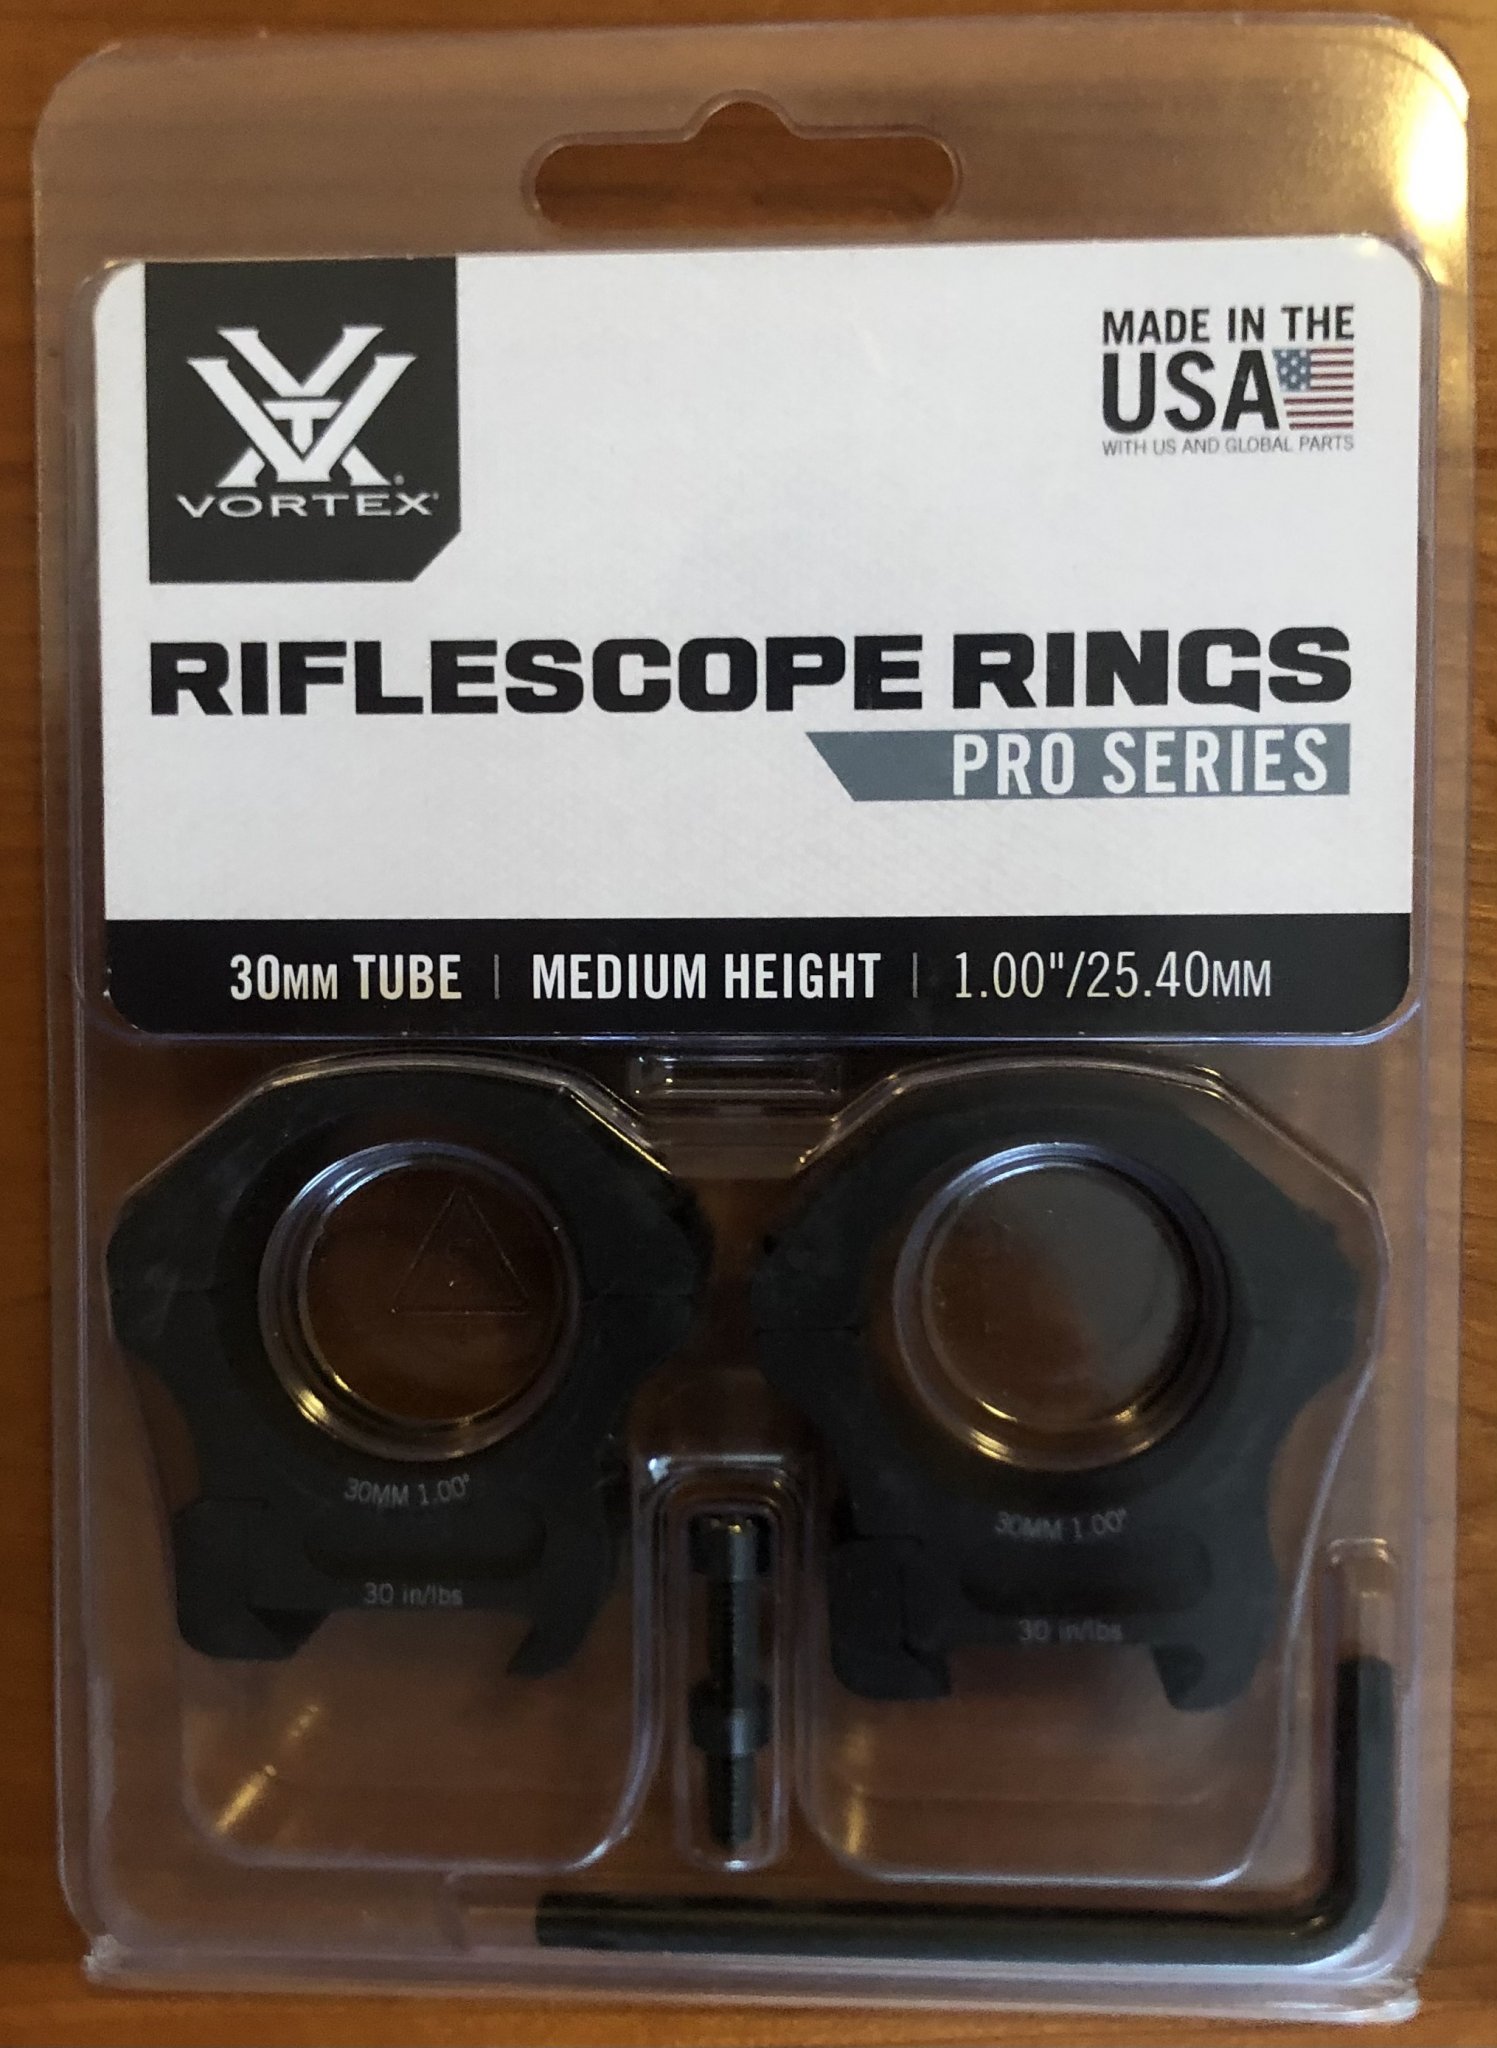 VORTEX
MADE IN THE
USA
WITH US AND GLOBAL PARTS
RIFLESCOPE RINGS
PRO SERIES
30MM TUBE | MEDIUM HEIGHT | 1.00"/25.40MM
30MM 1.00"
30 in/lbs
30MM 1.00"
30 in/lbs